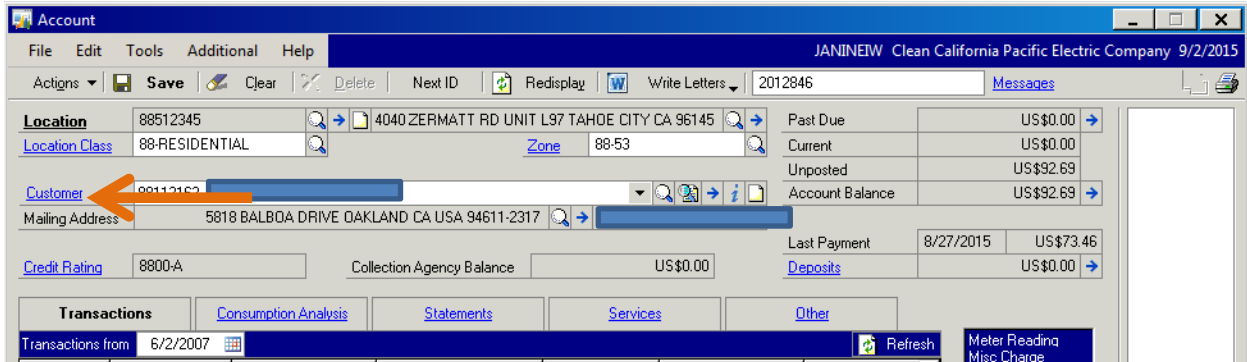 Account
File Edit Tools Additional Help JANINEIW Clean California Pacific Electric Company 9/2/2015
Actions Save Clear Delete Next ID Redisplay W Write Letters 2012846 Messages
Location 88512345 4040 ZERMATT RD UNIT L97 TAHOE CITY CA 96145 Past Due US$0.00
Location Class 88-RESIDENTIAL Zone 88-53 Current US$0.00
Unposted US$92.69
Customer i Account Balance US$92.69
Mailing Address 5818 BALBOA DRIVE OAKLAND CA USA 94611-2317
Last Payment 8/27/2015 US$73.46
Credit Rating 8800-A Collection Agency Balance US$0.00 Deposits US$0.00
Transactions Consumption Analysis Statements Services Other
Transactions from 6/2/2007 Refresh Meter Reading
Misc Charge